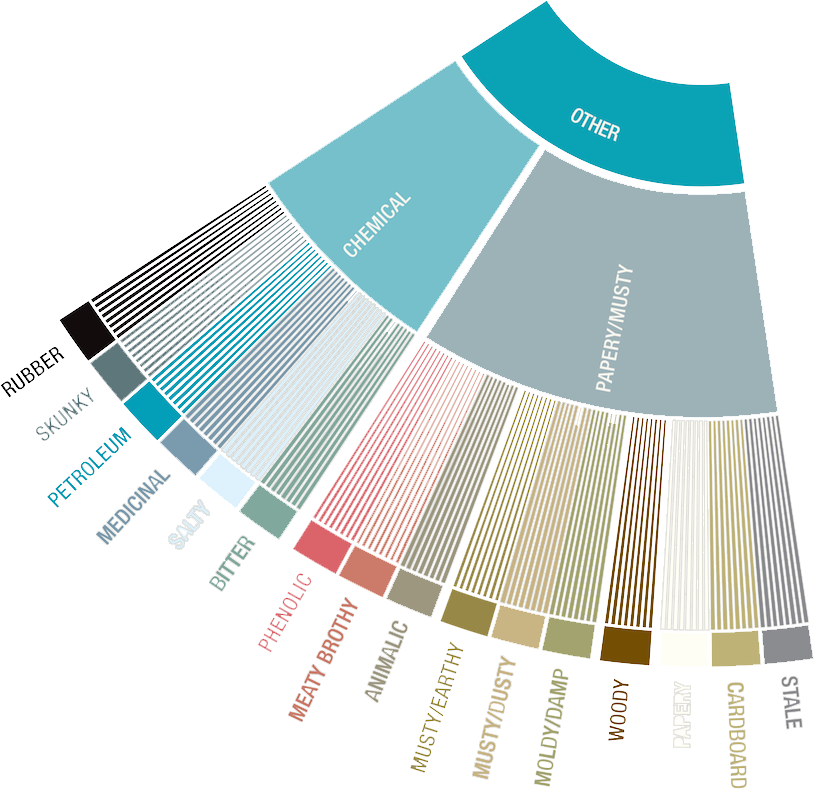 OTHER
CHEMICAL
PAPERY/MUSTY
RUBBER
SKUNKY
PETROLEUM
MEDICINAL
SALTY
BITTER
PHENOLIC
MEATY BROTHY
ANIMALIC
MUSTY/EARTHY
MUSTY/DUSTY
MOLDY/DAMP
WOODY
PAPERY
CARDBOARD
STALE